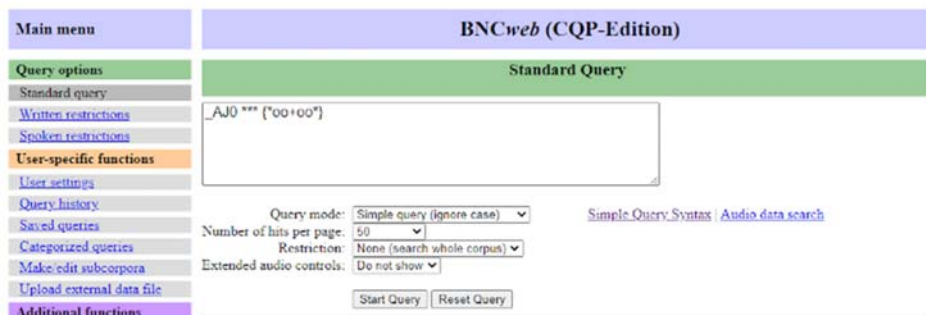 Main menu
BNCweb (CQP-Edition)
Query options
Standard query
Written restrictions
Spoken restrictions
User-specific functions
User settings
Query history
Saved queries
Categorized queries
Make/edit subcorpora
Upload external data file
Additional functions
Standard Query
_AJ0 *** {*oo+oo*}
Query mode: Simple query (ignore case)
Simple Query Syntax | Audio data search
Number of hits per page: 50
Restriction: None (search whole corpus)
Extended audio controls: Do not show
Start Query Reset Query